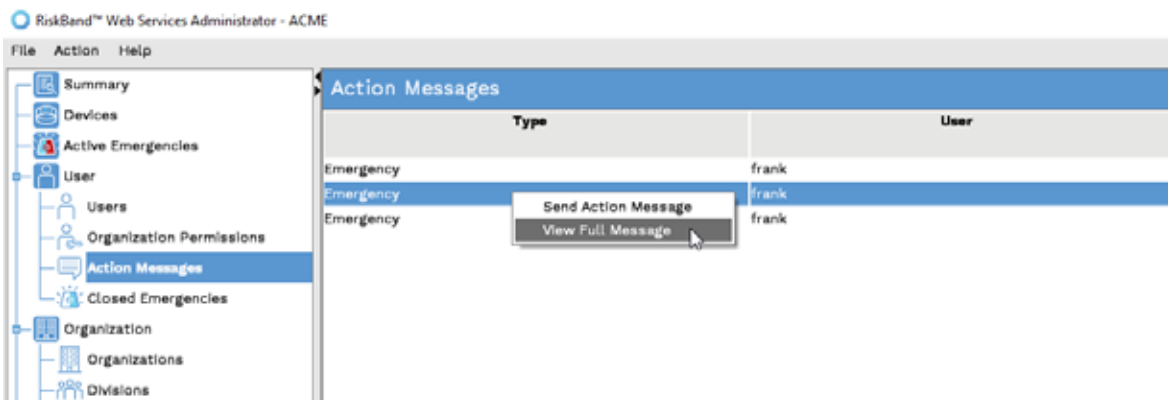 RiskBand™ Web Services Administrator - ACME
File Action Help
Summary
Devices
Active Emergencies
User
Users
Organization Permissions
Action Messages
Closed Emergencies
Organization
Organizations
Divisions
Action Messages
Type User
Emergency frank
Emergency frank
Emergency frank
Send Action Message
View Full Message